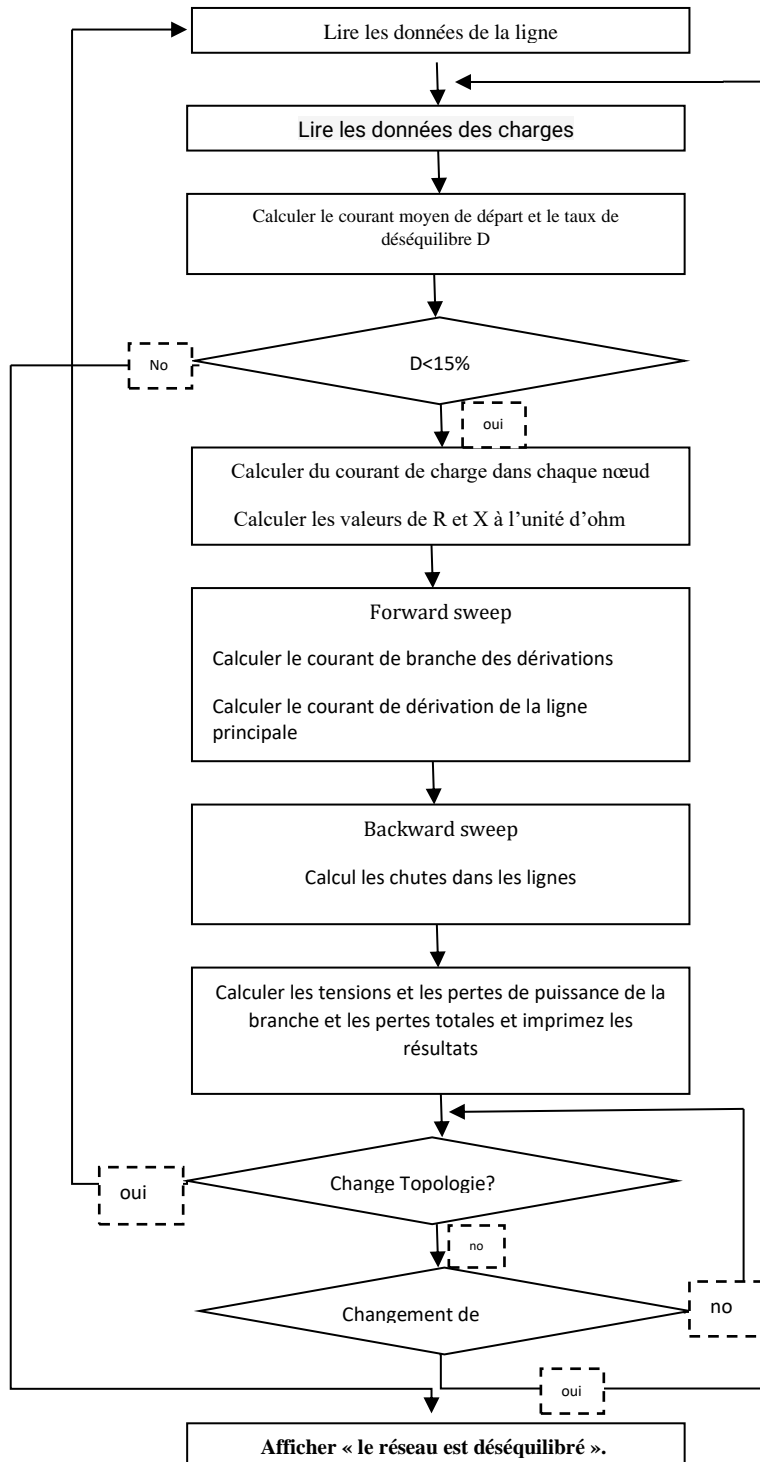 Lire les données de la ligne
Lire les données des charges
Calculer le courant moyen de départ et le taux de
déséquilibre D
No
D<15%
oui
Calculer du courant de charge dans chaque nœud
Calculer les valeurs de R et X à l’unité d’ohm
Forward sweep
Calculer le courant de branche des dérivations
Calculer le courant de dérivation de la ligne
principale
Backward sweep
Calcul les chutes dans les lignes
Calculer les tensions et les pertes de puissance de la
branche et les pertes totales et imprimez les
résultats
oui
Change Topologie?
no
Changement de
no
oui
Afficher « le réseau est déséquilibré ».